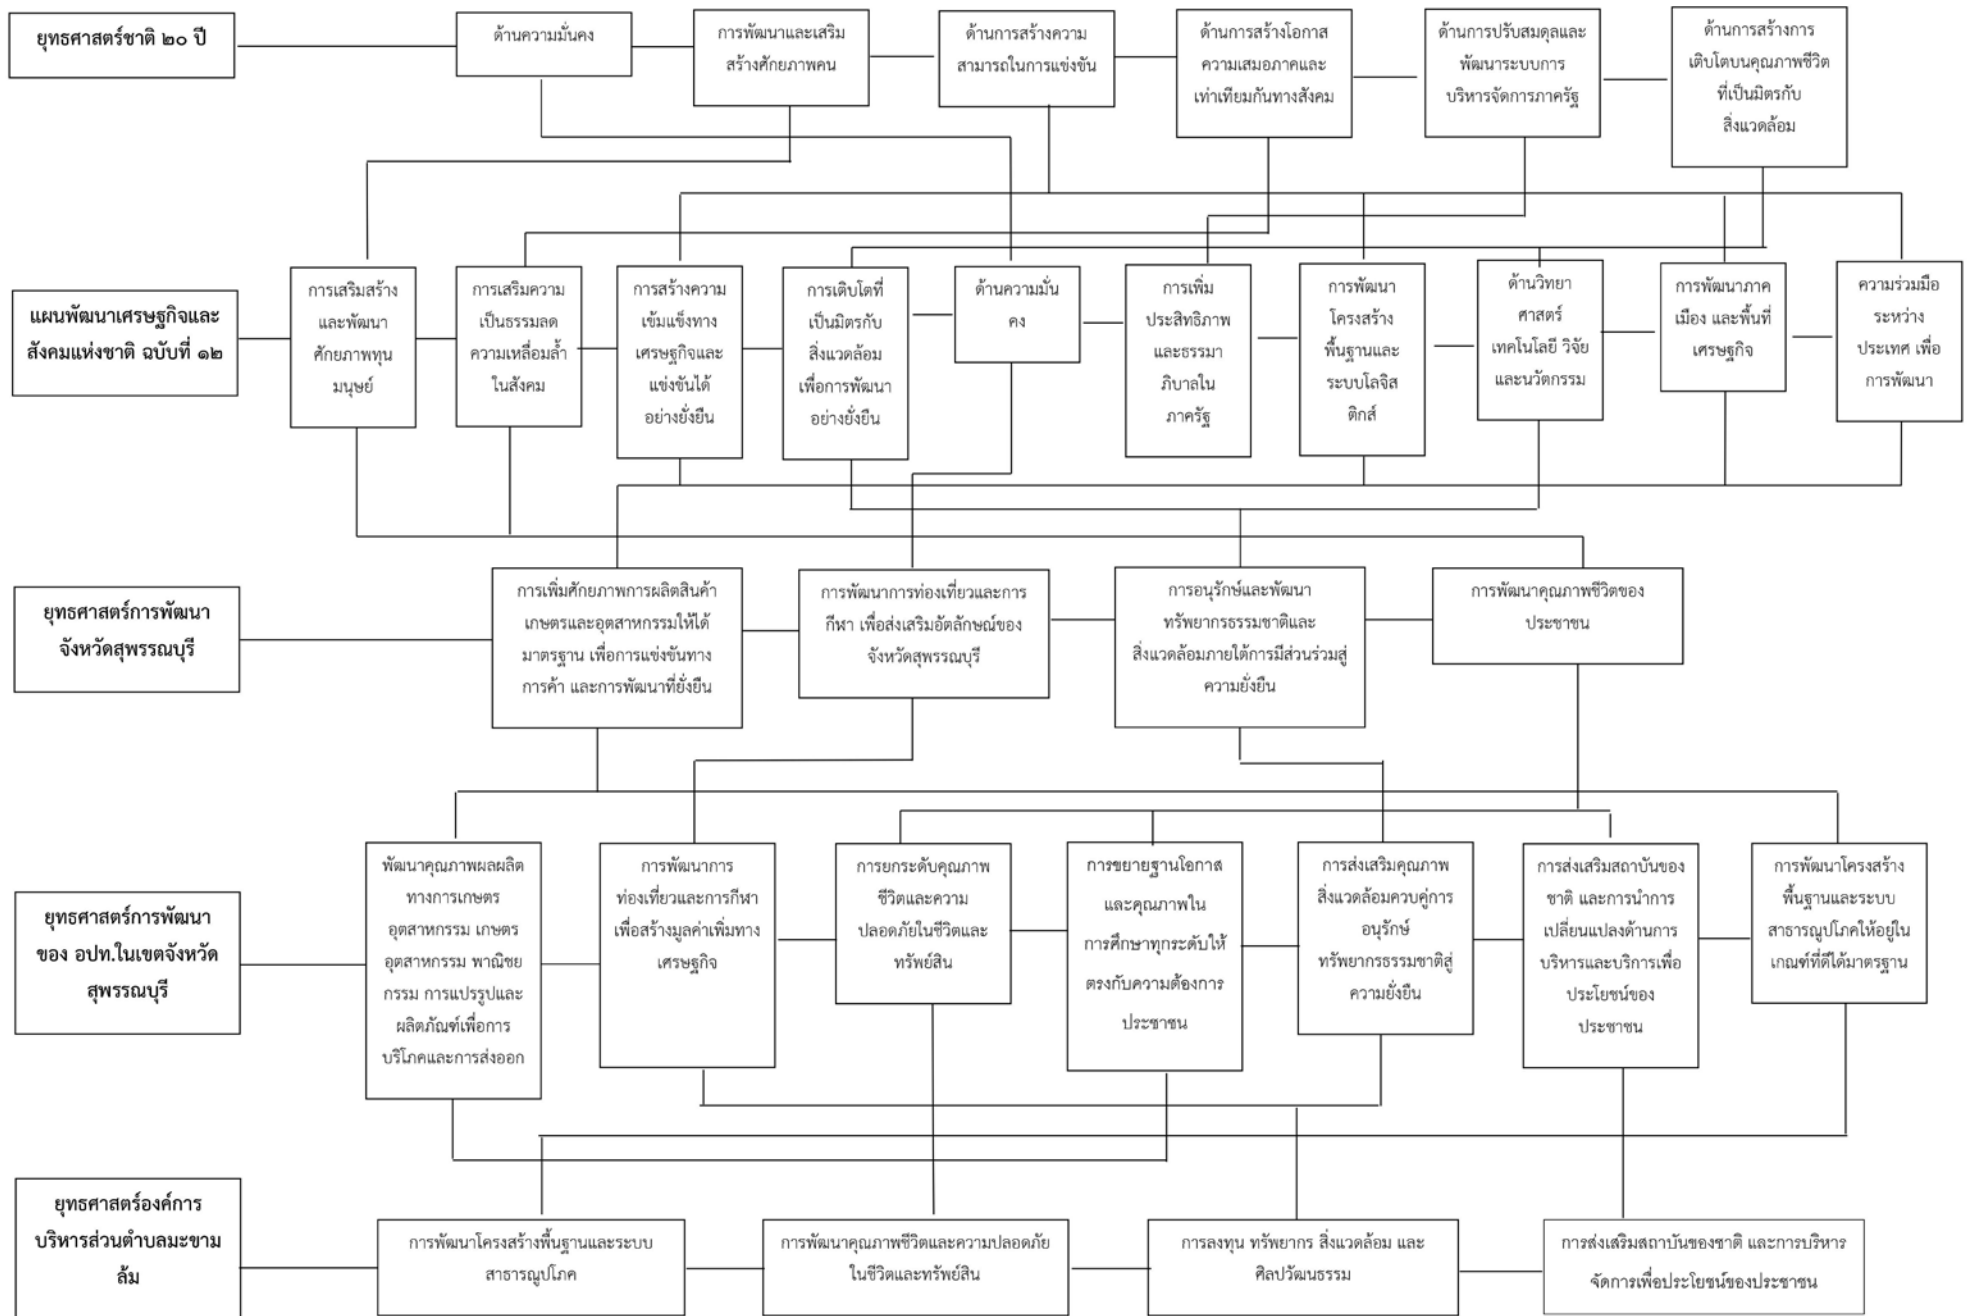 ยุทธศาสตร์ชาติ ๒๐ ปี
ด้านความมั่นคง
การพัฒนาและเสริม
สร้างศักยภาพคน
ด้านการสร้างความ
สามารถในการแข่งขัน
ด้านการสร้างโอกาส
ความเสมอภาคและ
เท่าเทียมกันทางสังคม
ด้านการปรับสมดุลและ
พัฒนาระบบการ
บริหารจัดการภาครัฐ
ด้านการสร้างการ
เติบโตบนคุณภาพชีวิต
ที่เป็นมิตรกับ
สิ่งแวดล้อม
แผนพัฒนาเศรษฐกิจและ
สังคมแห่งชาติ ฉบับที่ ๑๒
การเสริมสร้าง
และพัฒนา
ศักยภาพทุน
มนุษย์
การเสริมความ
เป็นธรรมลด
ความเหลื่อมล้ำ
ในสังคม
การสร้างความ
เข้มแข็งทาง
เศรษฐกิจและ
แข่งขันได้
อย่างยั่งยืน
การเติบโตที่
เป็นมิตรกับ
สิ่งแวดล้อม
เพื่อการพัฒนา
อย่างยั่งยืน
ด้านความมั่น
คง
การเพิ่ม
ประสิทธิภาพ
และธรรมา
ภิบาลใน
ภาครัฐ
การพัฒนา
โครงสร้าง
พื้นฐานและ
ระบบโลจิส
ติกส์
ด้านวิทยา
ศาสตร์
เทคโนโลยี วิจัย
และนวัตกรรม
การพัฒนาภาค
เมือง และพื้นที่
เศรษฐกิจ
ความร่วมมือ
ระหว่าง
ประเทศ เพื่อ
การพัฒนา
ยุทธศาสตร์การพัฒนา
จังหวัดสุพรรณบุรี
การเพิ่มศักยภาพการผลิตสินค้า
เกษตรและอุตสาหกรรมให้ได้
มาตรฐาน เพื่อการแข่งขันทาง
การค้า และการพัฒนาที่ยั่งยืน
การพัฒนาการท่องเที่ยวและการ
กีฬา เพื่อส่งเสริมอัตลักษณ์ของ
จังหวัดสุพรรณบุรี
การอนุรักษ์และพัฒนา
ทรัพยากรธรรมชาติและ
สิ่งแวดล้อมภายใต้การมีส่วนร่วมสู่
ความยั่งยืน
การพัฒนาคุณภาพชีวิตของ
ประชาชน
ยุทธศาสตร์การพัฒนา
ของ อปท.ในเขตจังหวัด
สุพรรณบุรี
พัฒนาคุณภาพผลผลิต
ทางการเกษตร
อุตสาหกรรม เกษตร
อุตสาหกรรม พาณิชย
กรรม การแปรรูปและ
ผลิตภัณฑ์เพื่อการ
บริโภคและการส่งออก
การพัฒนาการ
ท่องเที่ยวและการกีฬา
เพื่อสร้างมูลค่าเพิ่มทาง
เศรษฐกิจ
การยกระดับคุณภาพ
ชีวิตและความ
ปลอดภัยในชีวิตและ
ทรัพย์สิน
การขยายฐานโอกาส
และคุณภาพใน
การศึกษาทุกระดับให้
ตรงกับความต้องการ
ประชาชน
การส่งเสริมคุณภาพ
สิ่งแวดล้อมควบคู่การ
อนุรักษ์
ทรัพยากรธรรมชาติสู่
ความยั่งยืน
การส่งเสริมสถาบันของ
ชาติ และการนำการ
เปลี่ยนแปลงด้านการ
บริหารและบริการเพื่อ
ประโยชน์ของ
ประชาชน
การพัฒนาโครงสร้าง
พื้นฐานและระบบ
สาธารณูปโภคให้อยู่ใน
เกณฑ์ที่ดีได้มาตรฐาน
ยุทธศาสตร์องค์การ
บริหารส่วนตำบลมะขาม
ล้ม
การพัฒนาโครงสร้างพื้นฐานและระบบ
สาธารณูปโภค
การพัฒนาคุณภาพชีวิตและความปลอดภัย
ในชีวิตและทรัพย์สิน
การลงทุน ทรัพยากร สิ่งแวดล้อม และ
ศิลปวัฒนธรรม
การส่งเสริมสถาบันของชาติ และการบริหาร
จัดการเพื่อประโยชน์ของประชาชน